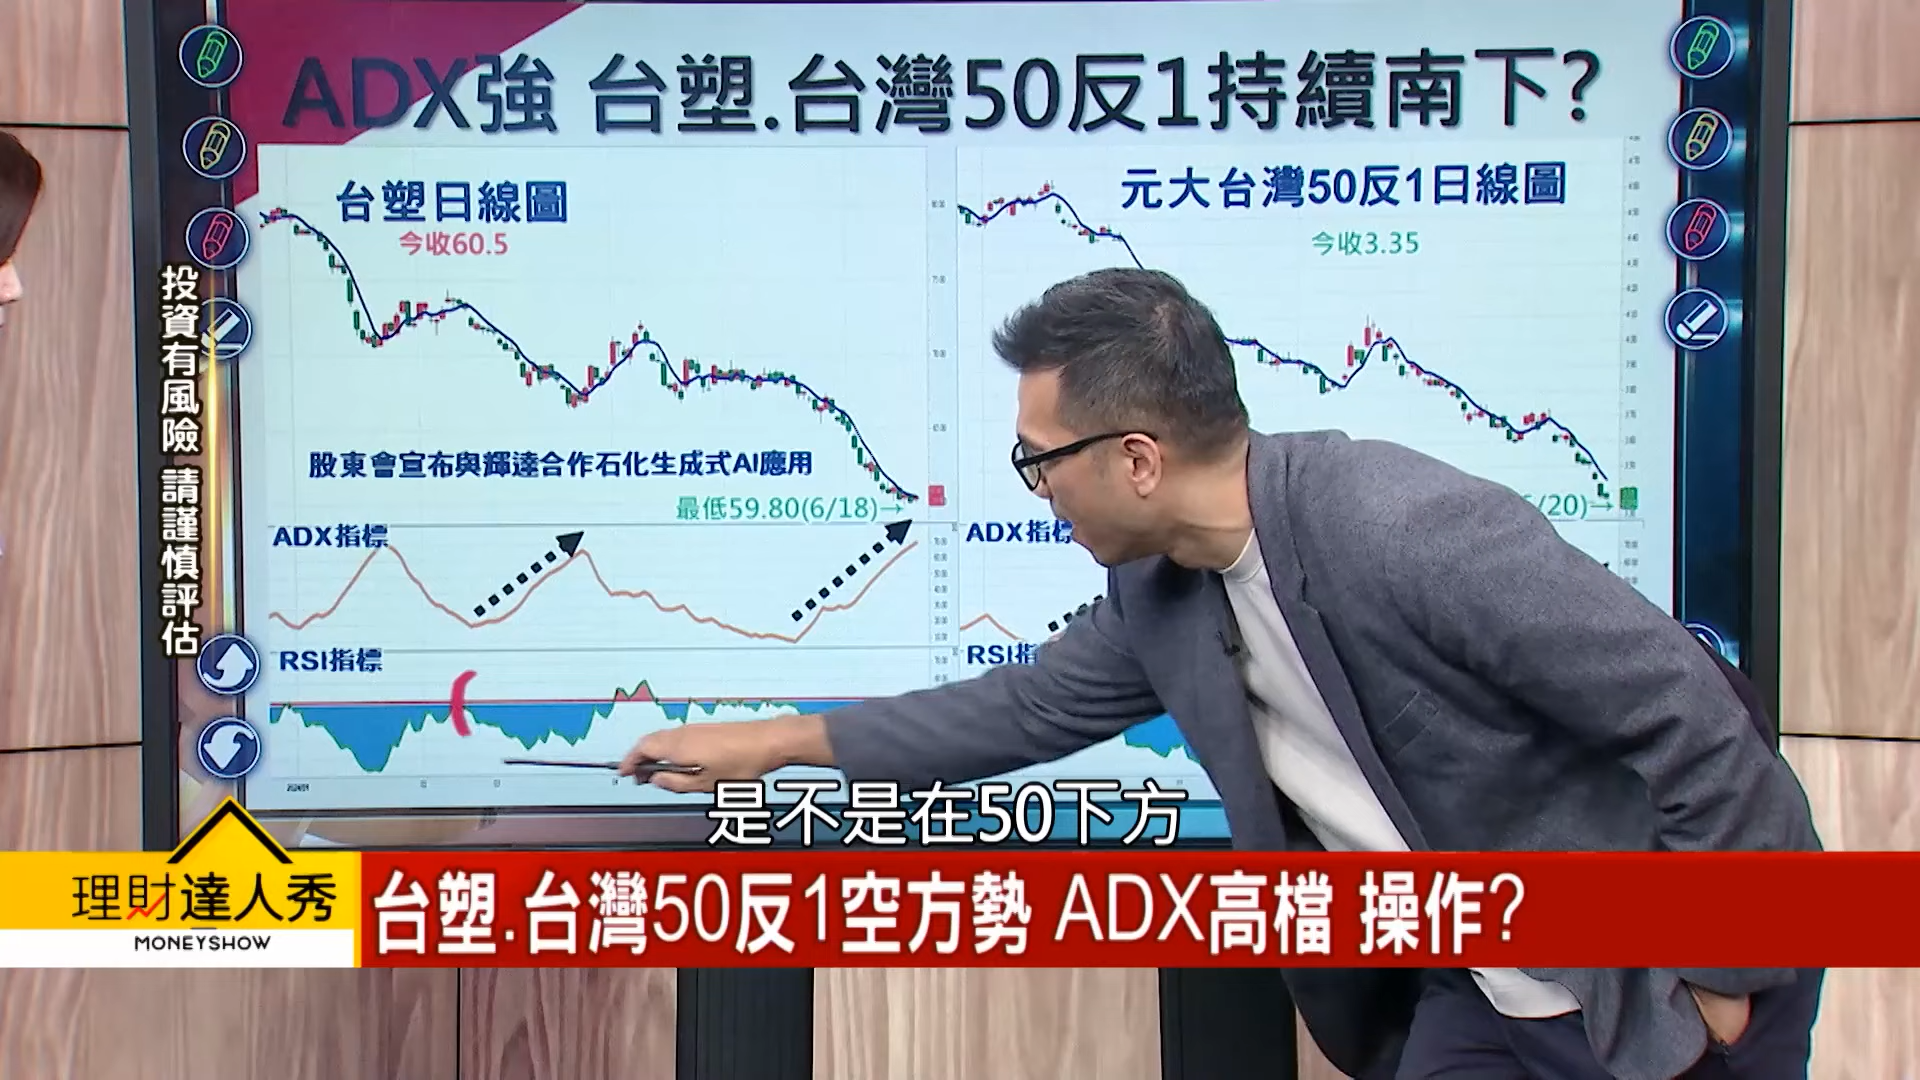 ADX強 台塑.台灣50反1持續南下?
台塑日線圖
今收60.5
元大台灣50反1日線圖
今收3.35
投資有風險 請謹慎評估
股東會宣布與輝達合作石化生成式AI應用
最低59.80(6/18)→
/20)→
ADX指標
ADX指標
RSI指標
RSI指
是不是在50下方
理財達人秀
MONEYSHOW
台塑.台灣50反1空方勢 ADX高檔 操作?